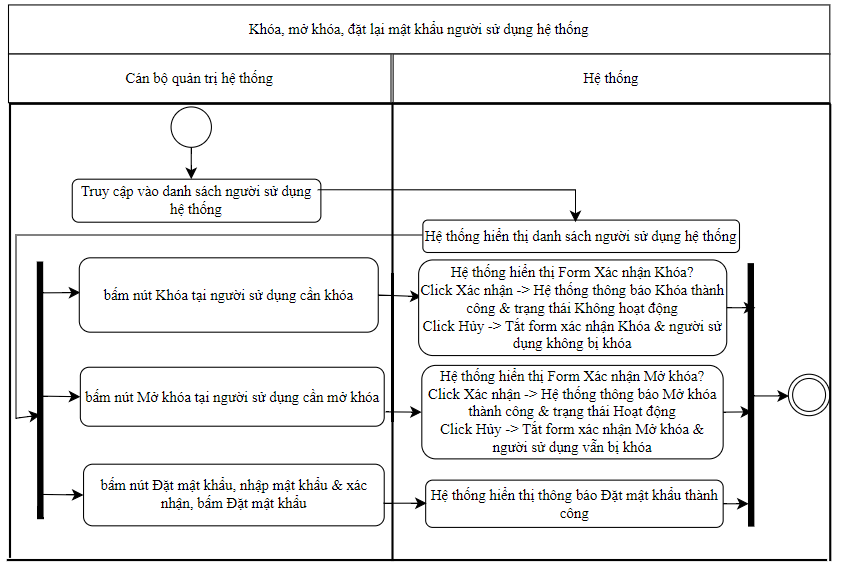 Khóa, mở khóa, đặt lại mật khẩu người sử dụng hệ thống
Cán bộ quản trị hệ thống
Hệ thống
Truy cập vào danh sách người sử dụng
hệ thống
Hệ thống hiển thị danh sách người sử dụng hệ thống
bấm nút Khóa tại người sử dụng cần khóa
Hệ thống hiển thị Form Xác nhận Khóa?
Click Xác nhận -> Hệ thống thông báo Khóa thành
công & trạng thái Không hoạt động
Click Hủy -> Tắt form xác nhận Khóa & người sử
dụng không bị khóa
bấm nút Mở khóa tại người sử dụng cần mở khóa
Hệ thống hiển thị Form Xác nhận Mở khóa?
Click Xác nhận -> Hệ thống thông báo Mở khóa
thành công & trạng thái Hoạt động
Click Hủy -> Tắt form xác nhận Mở khóa &
người sử dụng vẫn bị khóa
bấm nút Đặt mật khẩu, nhập mật khẩu & xác
nhận, bấm Đặt mật khẩu
Hệ thống hiển thị thông báo Đặt mật khẩu thành
công